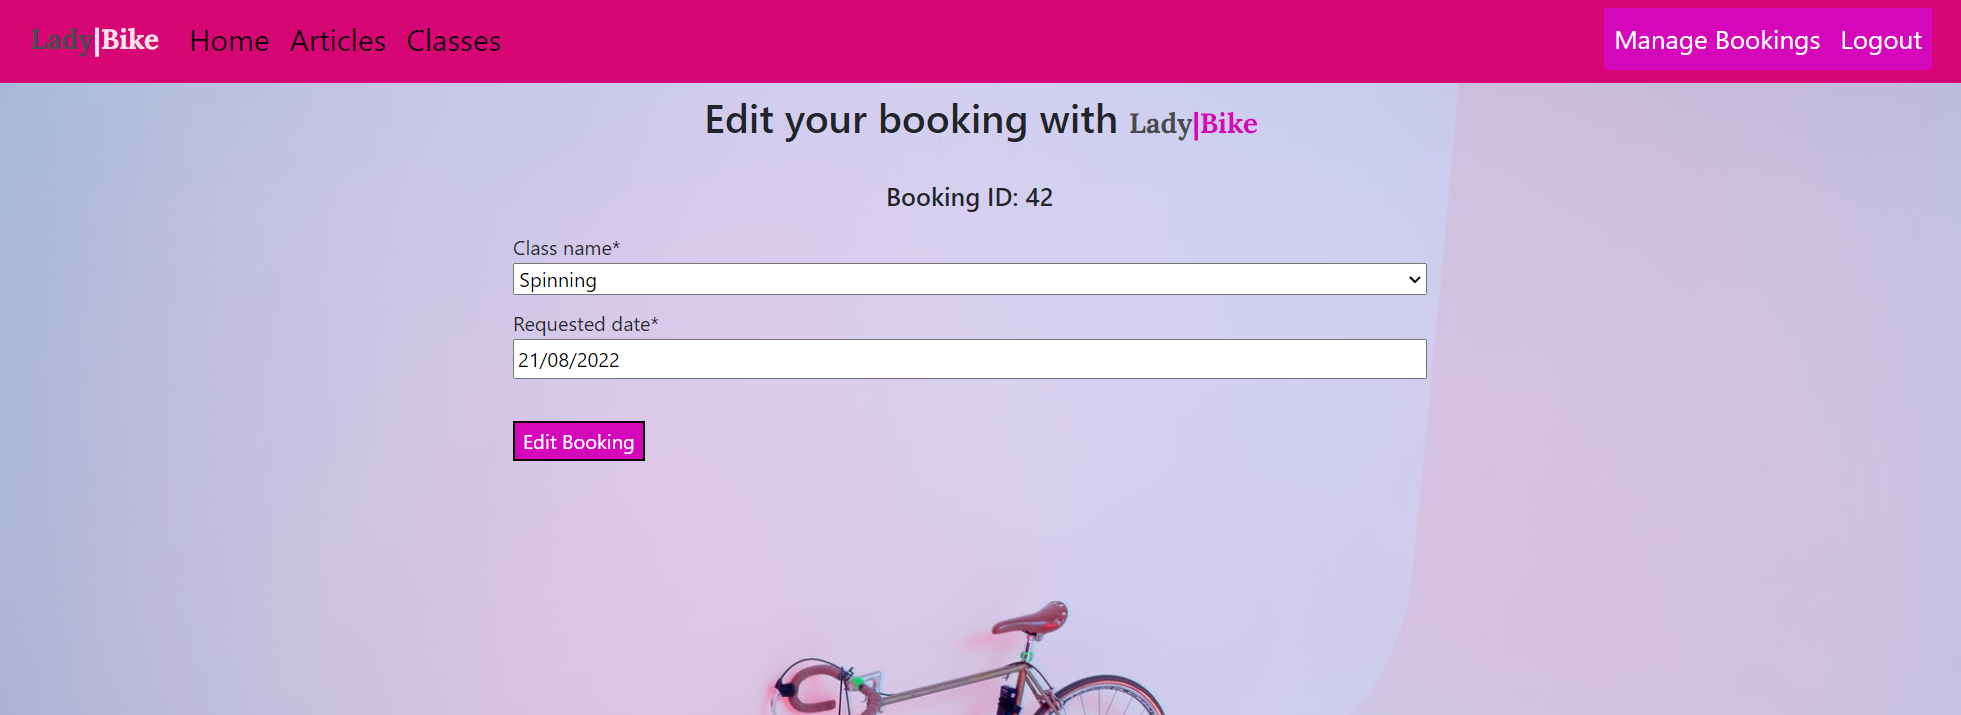 Lady|Bike Home Articles Classes Manage Bookings Logout
Edit your booking with Lady|Bike
Booking ID: 42
Class name*
Spinning
Requested date*
21/08/2022
Edit Booking